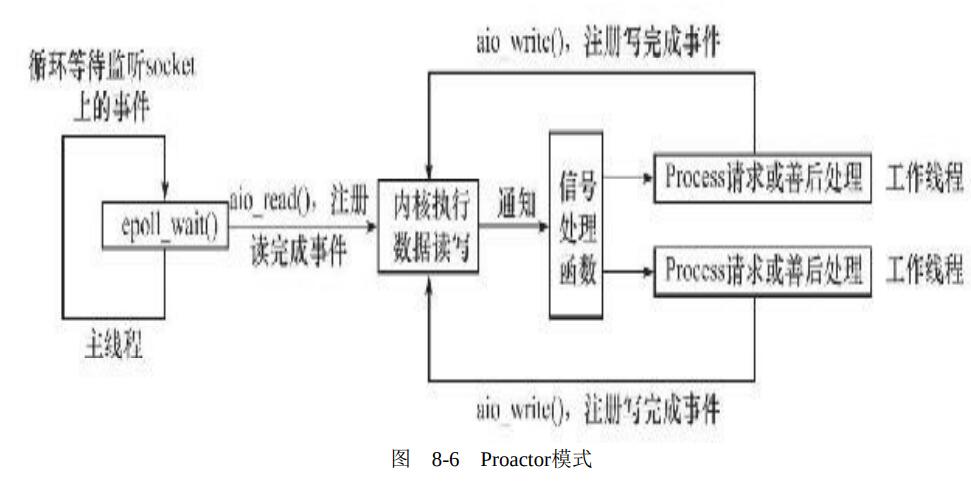 aio_write()，注册写完成事件
循环等待监听socket
上的事件
epoll_wait()
主线程
aio_read()，注册
读完成事件
内核执行
数据读写
通知
信号
处理
函数
Process请求或善后处理
工作线程
Process请求或善后处理
工作线程
aio_write()，注册写完成事件
图 8-6 Proactor模式